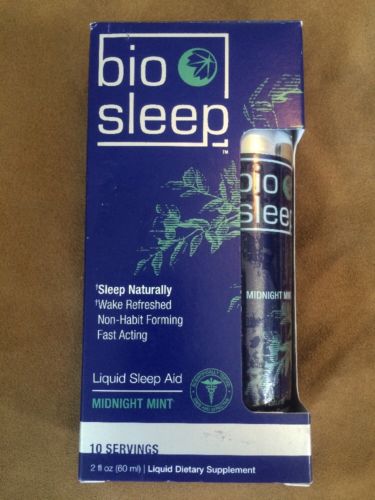 bio
sleep™
†Sleep Naturally
†Wake Refreshed
Non-Habit Forming
Fast Acting
Liquid Sleep Aid
MIDNIGHT MINT
10 SERVINGS
2 fl oz (60 ml) | Liquid Dietary Supplement
bio
sleep
MIDNIGHT MINT